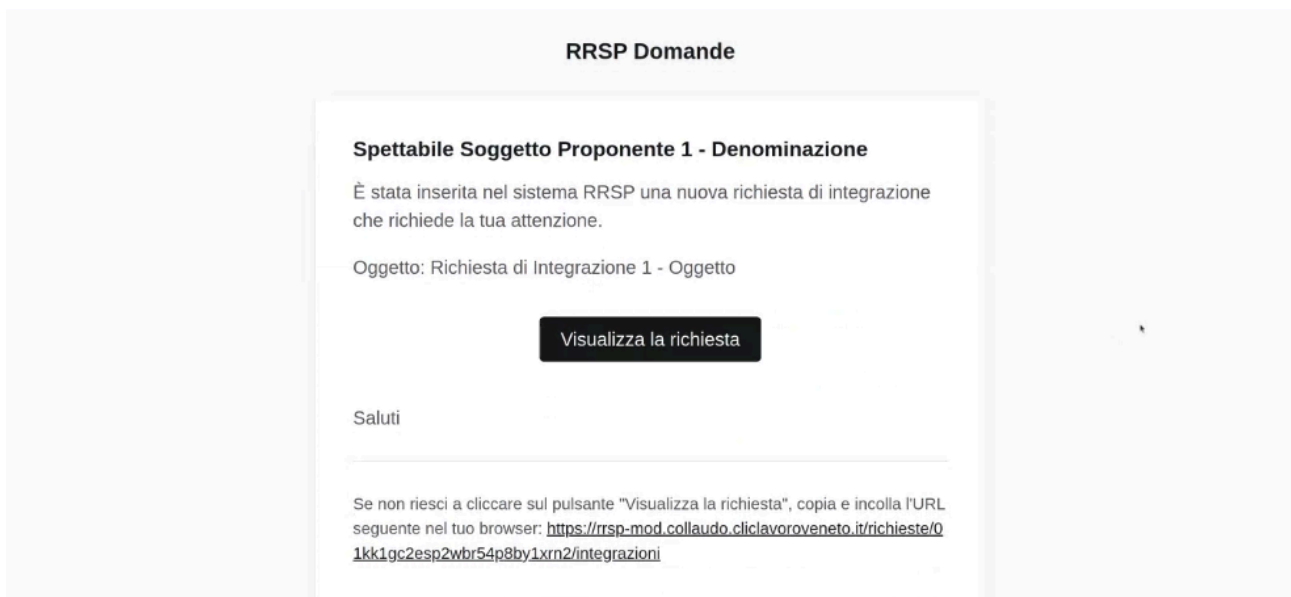 RRSP Domande
Spettabile Soggetto Proponente 1 - Denominazione
È stata inserita nel sistema RRSP una nuova richiesta di integrazione
che richiede la tua attenzione.
Oggetto: Richiesta di Integrazione 1 - Oggetto
Visualizza la richiesta
Saluti
Se non riesci a cliccare sul pulsante "Visualizza la richiesta", copia e incolla l'URL
seguente nel tuo browser: https://rrsp-mod.collaudo.cliclavoroveneto.it/richieste/0
1kk1gc2esp2wbr54p8by1xrn2/integrazioni